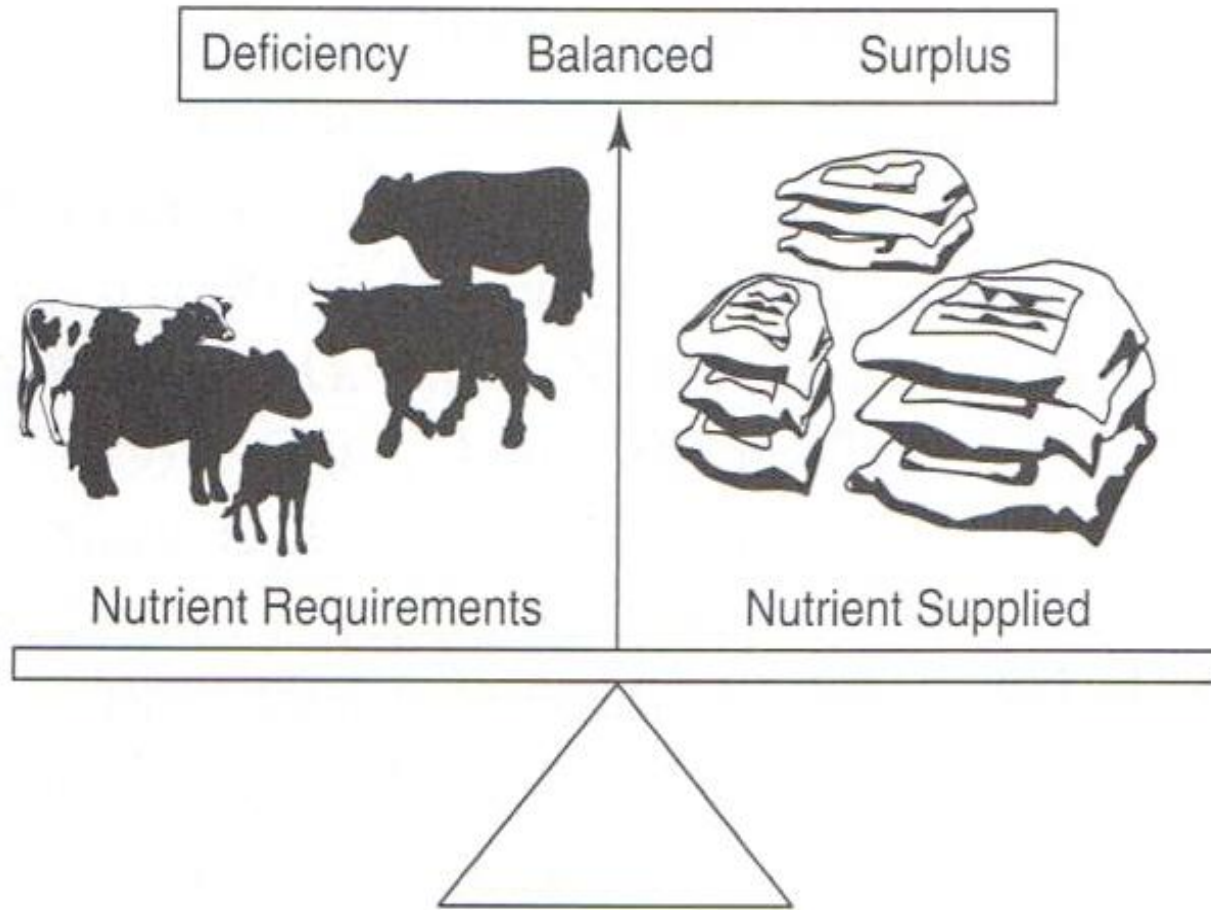 Deficiency Balanced Surplus
Nutrient Requirements
Nutrient Supplied